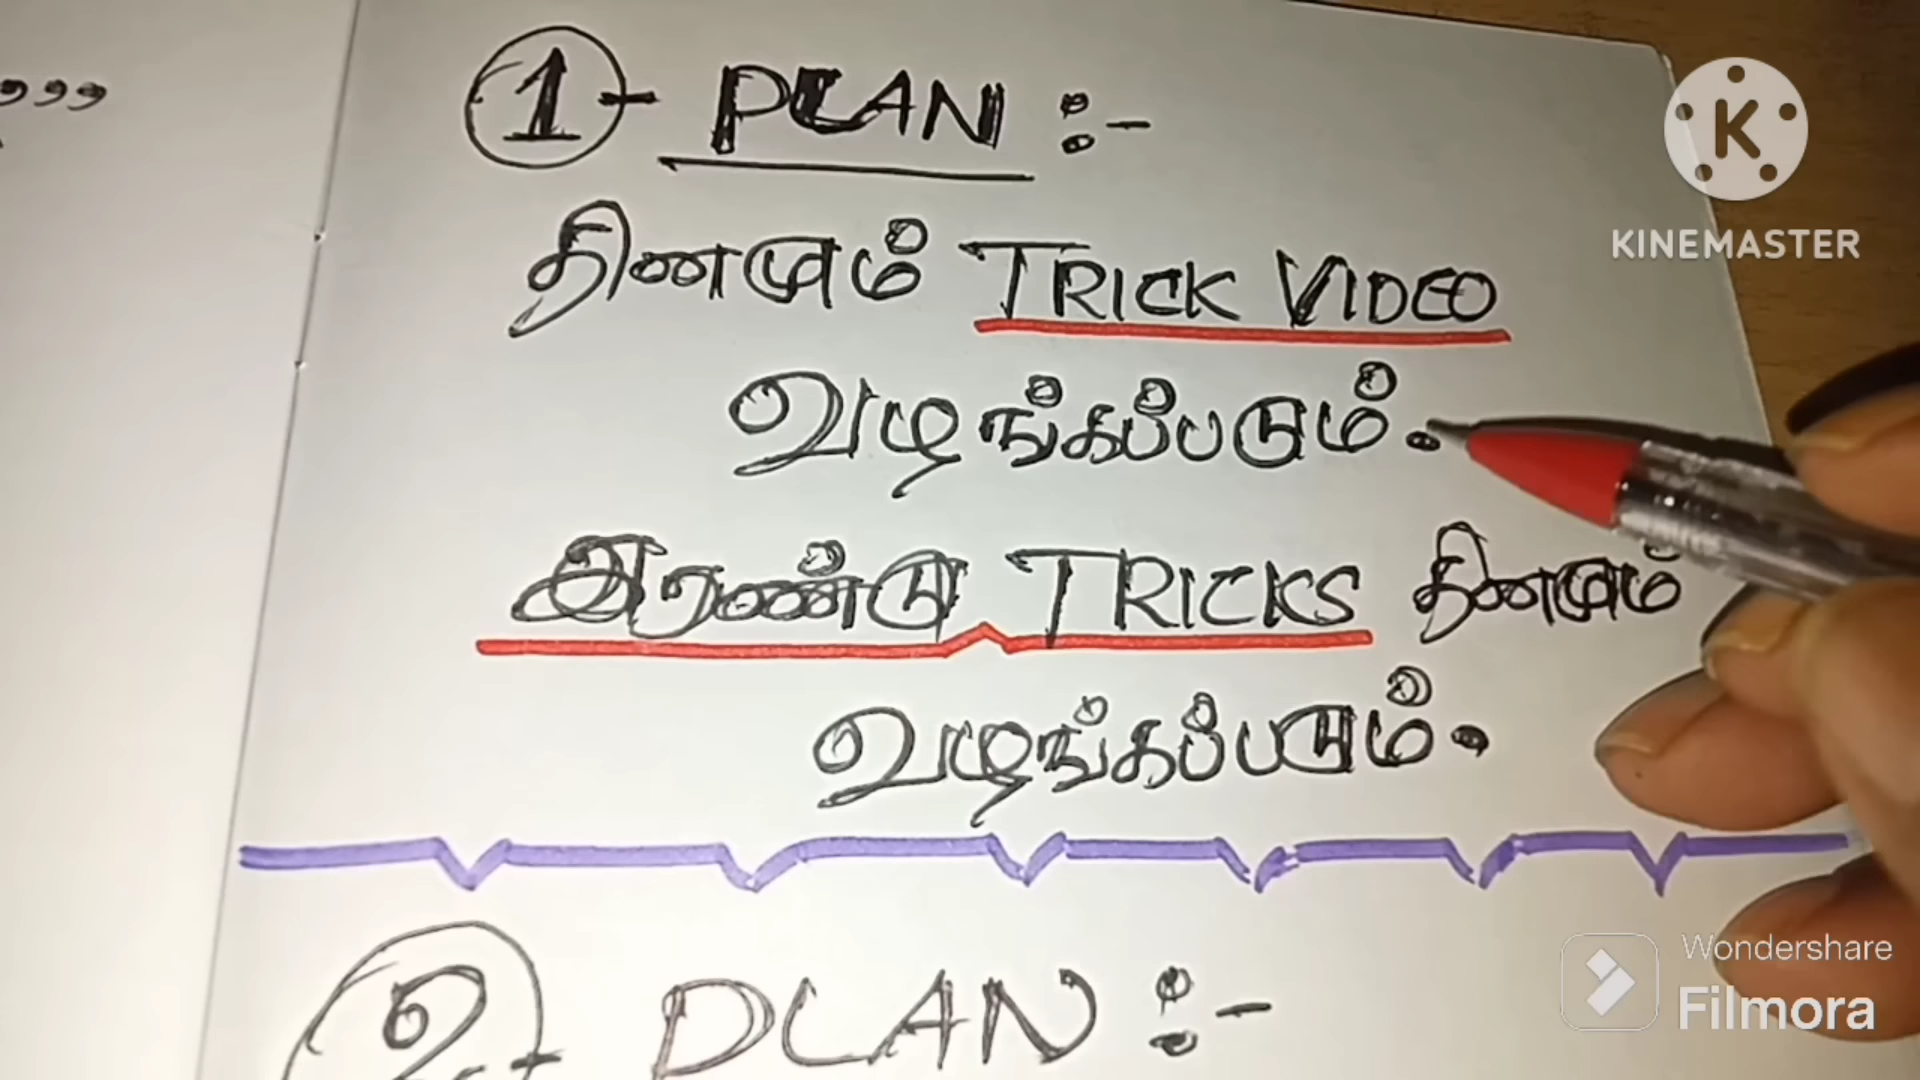 ① - PLAN :-
தினமும் TRICK VIDEO
வழங்கப்படும்.
இரண்டு TRICKS தினமும்
வழங்கப்படும்.
② - PLAN :-
KINEMASTER
Wondershare
Filmora